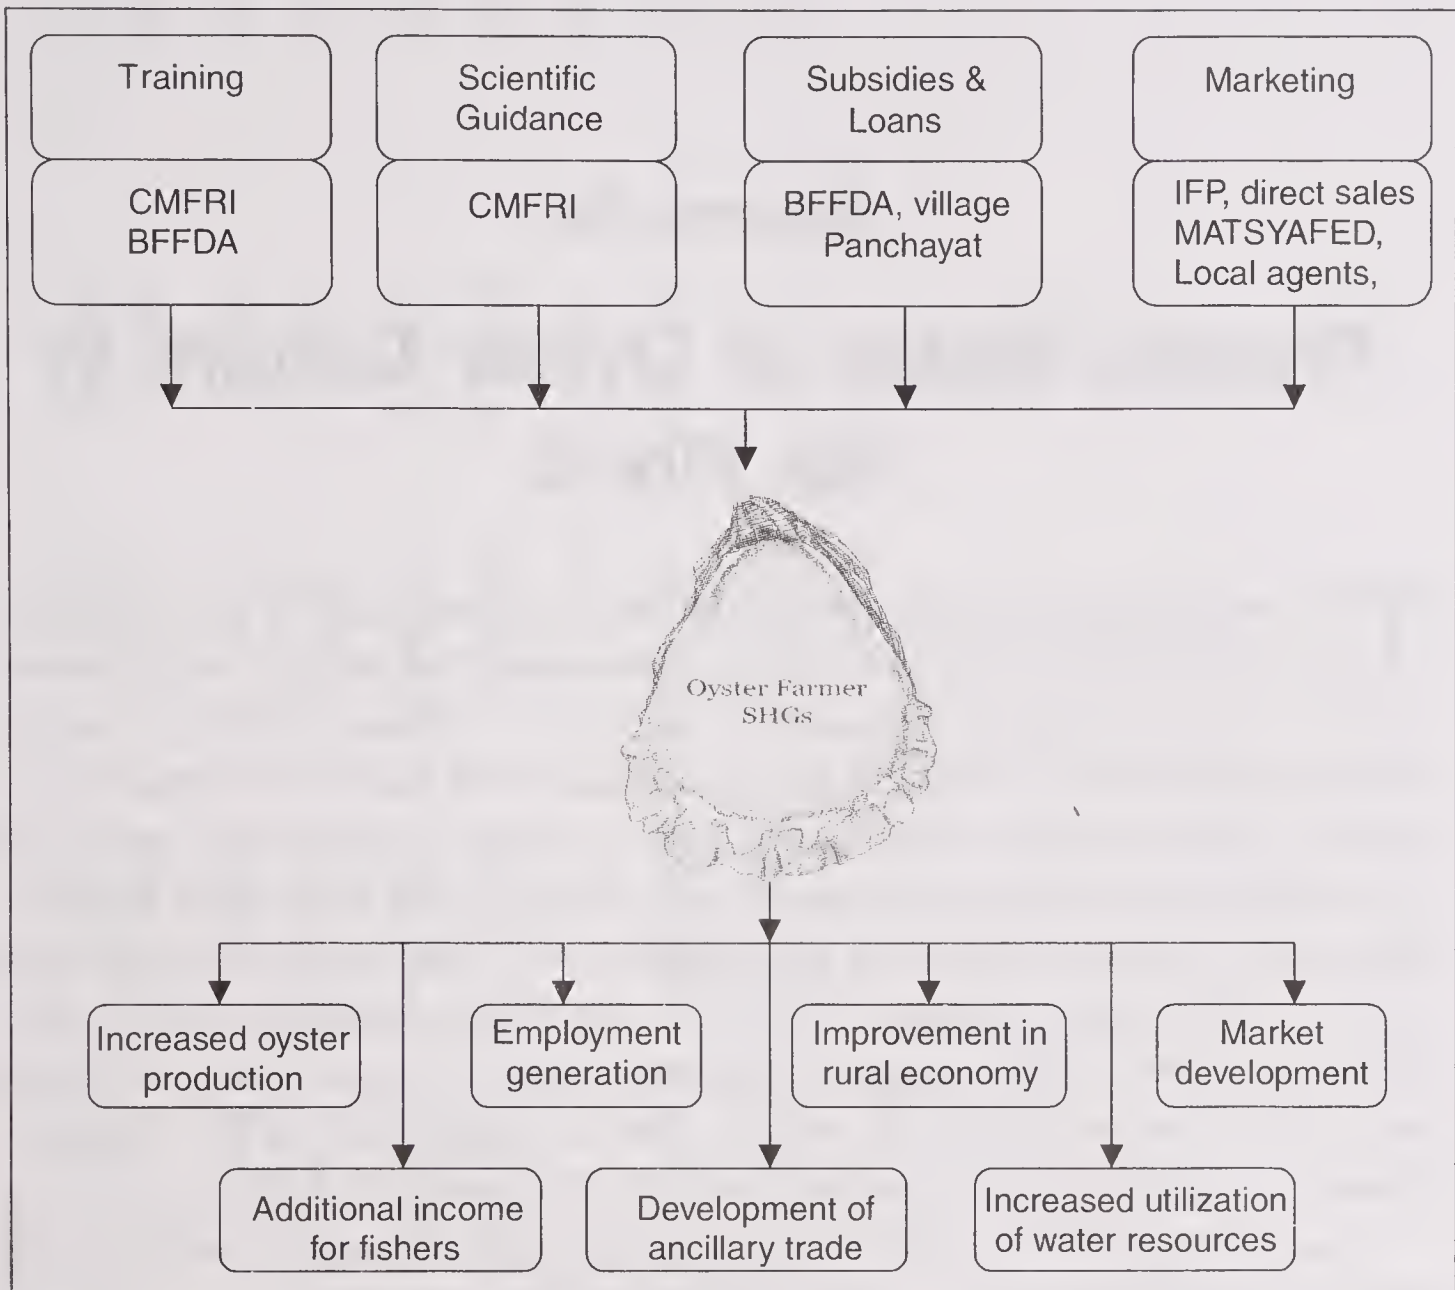 Training
CMFRI
BFFDA
Scientific
Guidance
CMFRI
Subsidies &
Loans
BFFDA, village
Panchayat
Marketing
IFP, direct sales
MATSYAFED,
Local agents,
Oyster Farmer
SHGs
Increased oyster
production
Employment
generation
Improvement in
rural economy
Market
development
Additional income
for fishers
Development of
ancillary trade
Increased utilization
of water resources